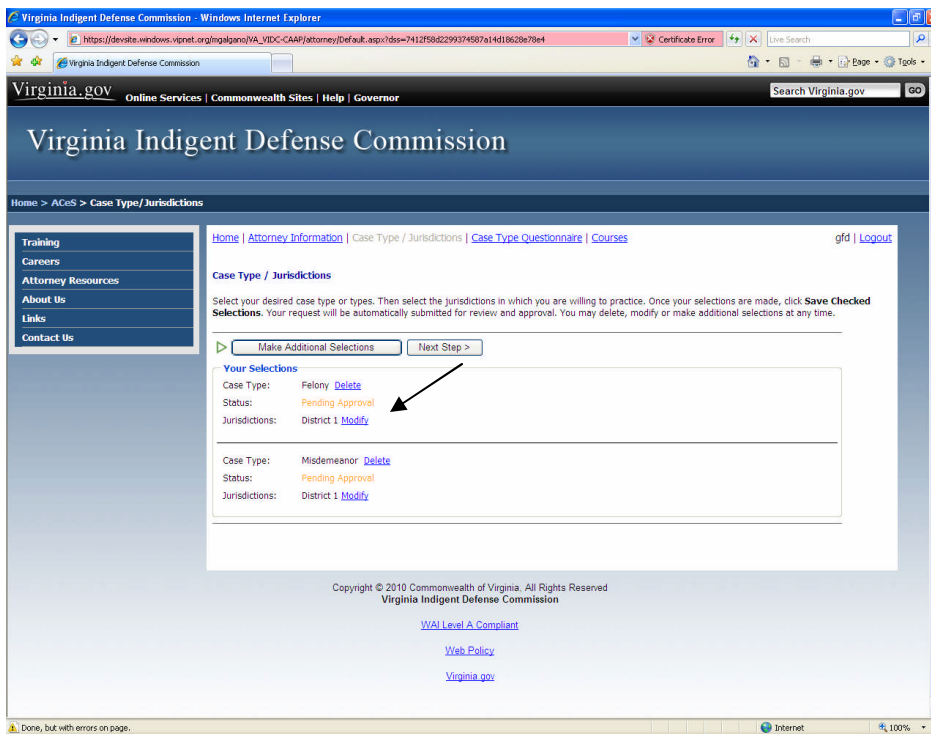 Virginia Indigent Defense Commission - Windows Internet Explorer
https://devsite.windows.vipnet.org/mgalgano/VA_VIDC-CAAP/attorney/Default.aspx?dss=7412f58d2299374587a14d18628e78e4 Certificate Error Live Search
Virginia Indigent Defense Commission Page Tools
Virginia.gov Online Services | Commonwealth Sites | Help | Governor Search Virginia.gov GO
Virginia Indigent Defense Commission
Home > ACeS > Case Type/Jurisdictions
Training
Careers
Attorney Resources
About Us
Links
Contact Us
Home | Attorney Information | Case Type / Jurisdictions | Case Type Questionnaire | Courses gfd | Logout
Case Type / Jurisdictions
Select your desired case type or types. Then select the jurisdictions in which you are willing to practice. Once your selections are made, click Save Checked
Selections. Your request will be automatically submitted for review and approval. You may delete, modify or make additional selections at any time.
Make Additional Selections Next Step >
Your Selections
Case Type: Felony Delete
Status: Pending Approval
Jurisdictions: District 1 Modify
Case Type: Misdemeanor Delete
Status: Pending Approval
Jurisdictions: District 1 Modify
Copyright © 2010 Commonwealth of Virginia, All Rights Reserved
Virginia Indigent Defense Commission
WAI Level A Compliant
Web Policy
Virginia.gov
Done, but with errors on page. Internet 100%